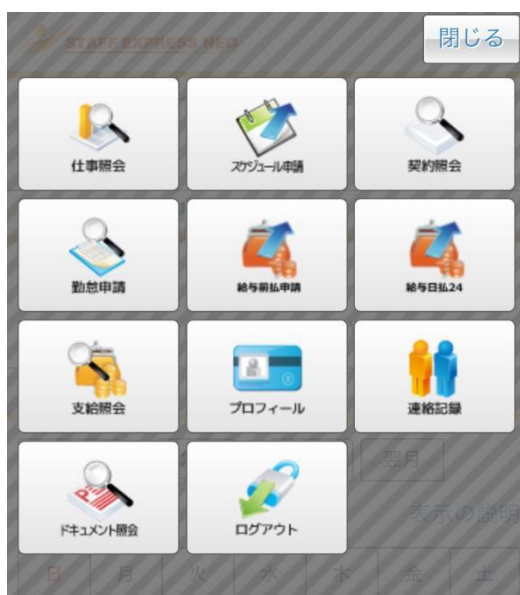 STAFF EXPRESS NEO
閉じる
仕事照会
スケジュール申請
契約照会
勤怠申請
給与前払申請
給与日払24
支給照会
プロフィール
連絡記録
ドキュメント照会
ログアウト
翌月
表示の説明
日 月 火 水 木 金 土